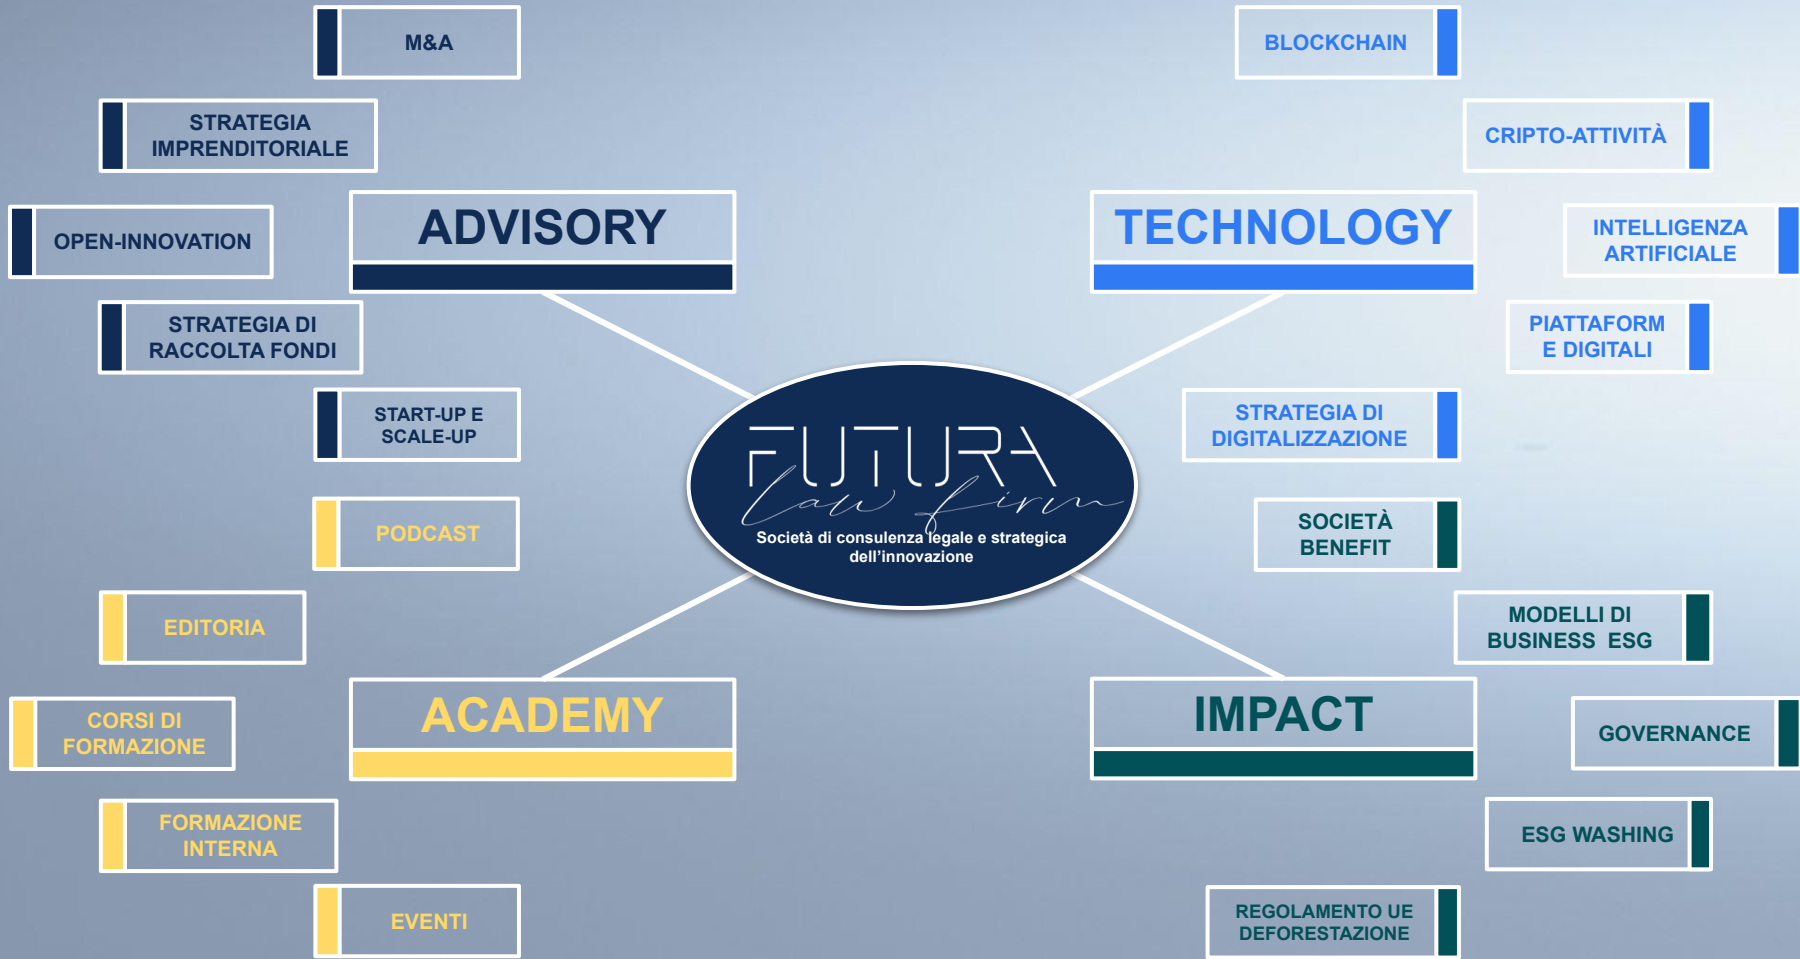 M&A
STRATEGIA
IMPRENDITORIALE
ADVISORY
OPEN-INNOVATION
STRATEGIA DI
RACCOLTA FONDI
START-UP E
SCALE-UP
BLOCKCHAIN
CRIPTO-ATTIVITÀ
TECHNOLOGY
INTELLIGENZA
ARTIFICIALE
PIATTAFORM
E DIGITALI
STRATEGIA DI
DIGITALIZZAZIONE
FUTURA
law firm
Società di consulenza legale e strategica
dell'innovazione
PODCAST
EDITORIA
ACADEMY
CORSI DI
FORMAZIONE
FORMAZIONE
INTERNA
EVENTI
SOCIETÀ
BENEFIT
MODELLI DI
BUSINESS  ESG
IMPACT
GOVERNANCE
ESG WASHING
REGOLAMENTO UE
DEFORESTAZIONE